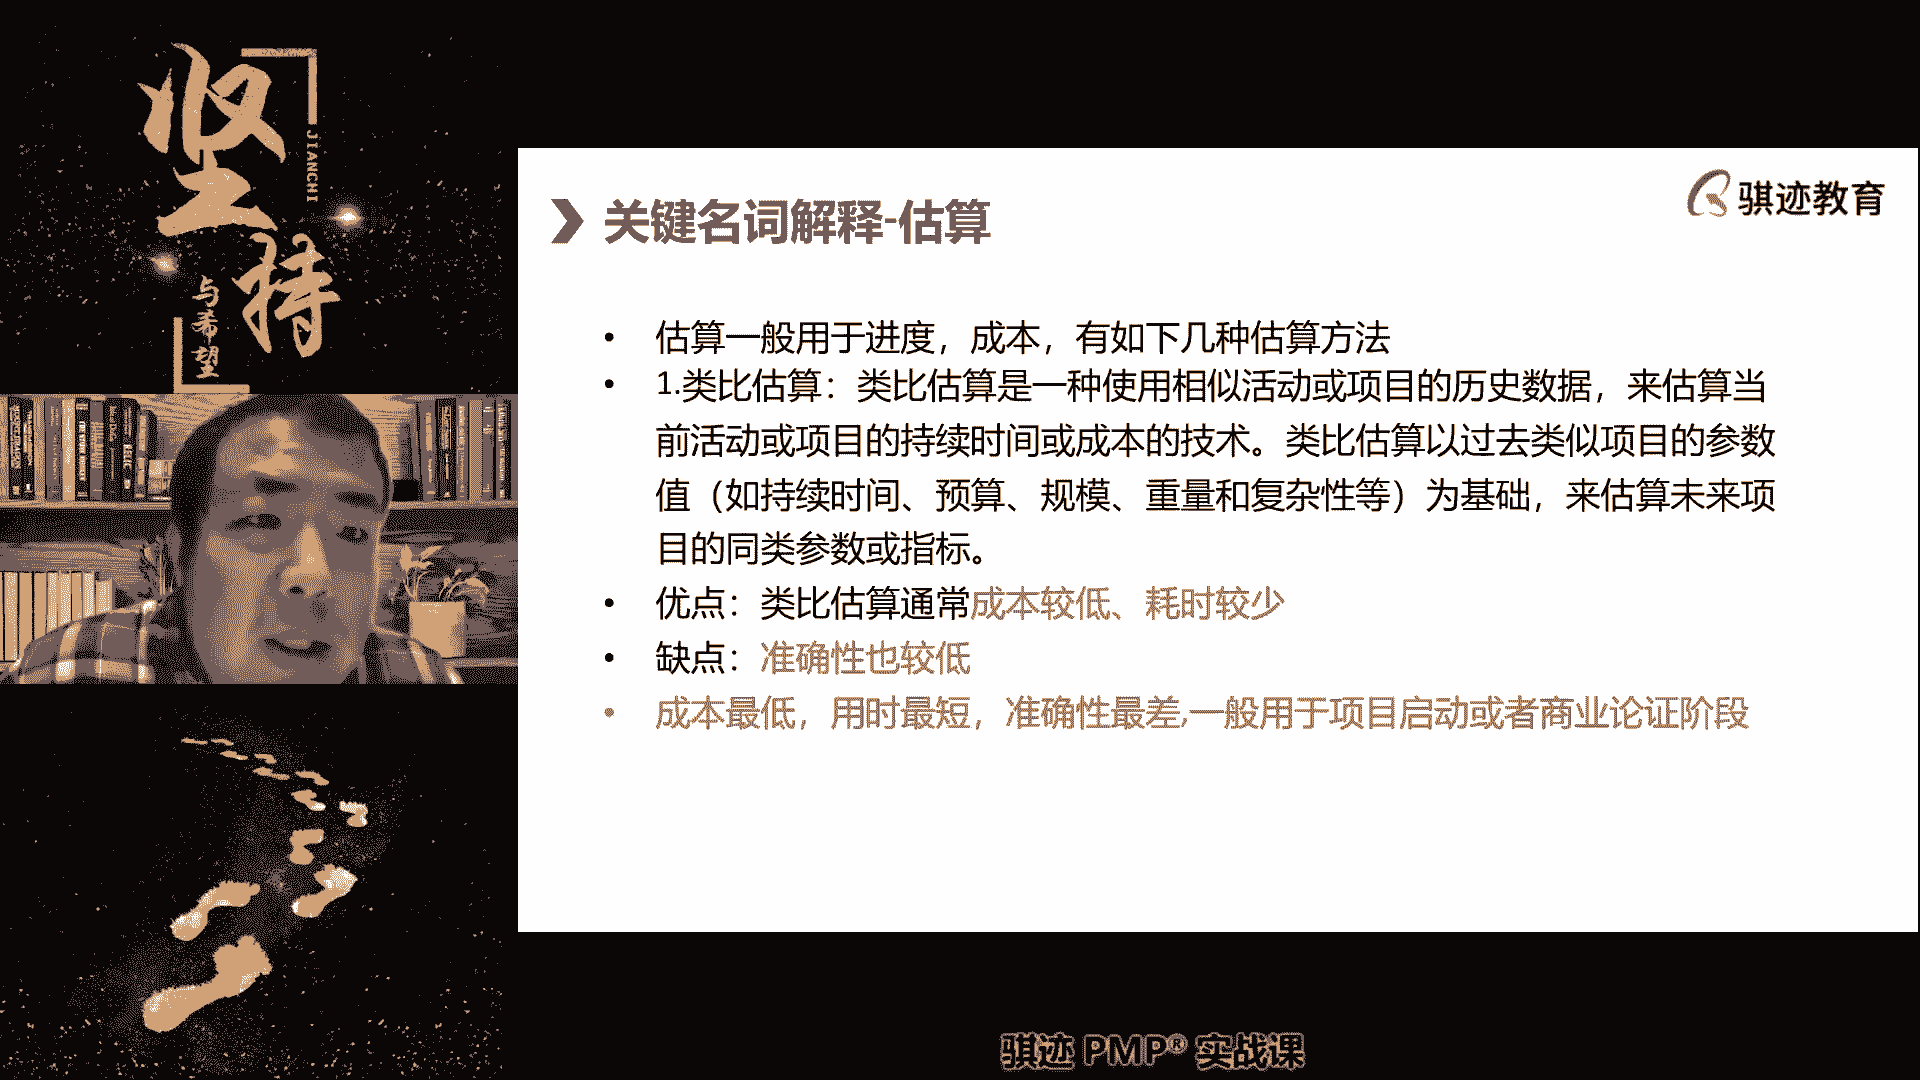 坚持
JIANCHI
与希望
骐迹教育
关键名词解释-估算
• 估算一般用于进度，成本，有如下几种估算方法
• 1.类比估算：类比估算是一种使用相似活动或项目的历史数据，来估算当
前活动或项目的持续时间或成本的技术。类比估算以过去类似项目的参数
值（如持续时间、预算、规模、重量和复杂性等）为基础，来估算未来项
目的同类参数或指标。
• 优点：类比估算通常成本较低、耗时较少
• 缺点：准确性也较低
• 成本最低，用时最短，准确性最差,一般用于项目启动或者商业论证阶段
骐迹 PMP® 实战课